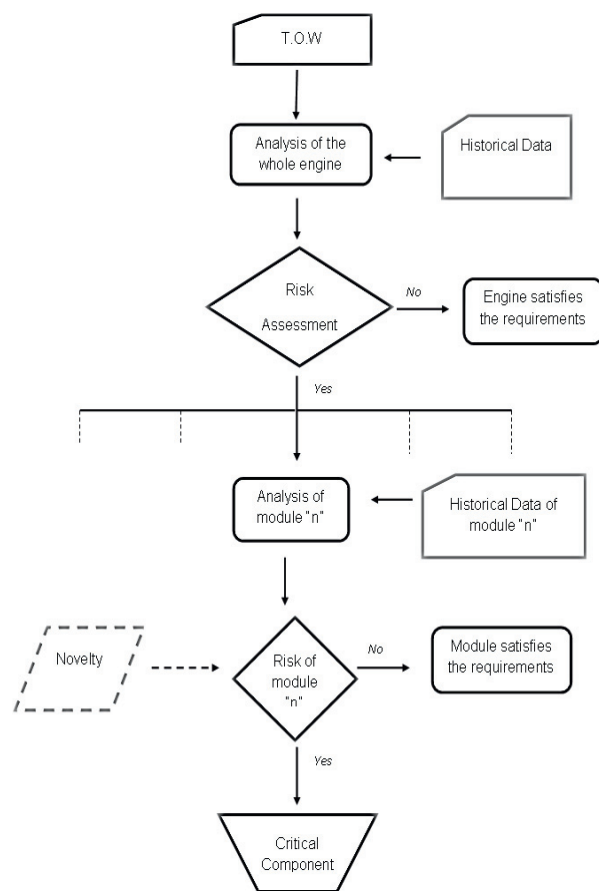 T.O.W
Analysis of the
whole engine
Historical Data
Risk
Assessment
No
Engine satisfies
the requirements
Yes
Analysis of
module "n"
Historical Data of
module "n"
Novelty
Risk of
module
"n"
No
Module satisfies
the requirements
Yes
Critical
Component